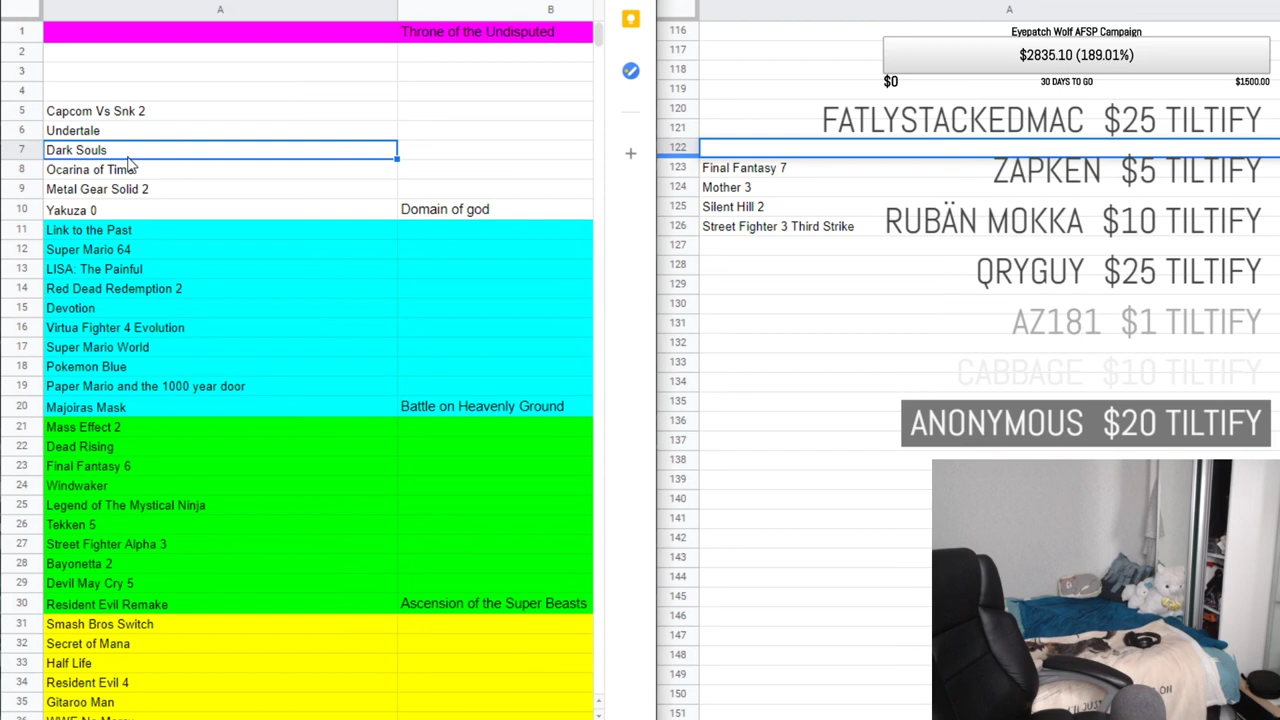 A B
1 Throne of the Undisputed
2
3
4
5 Capcom Vs Snk 2
6 Undertale
7 Dark Souls
8 Ocarina of Time
9 Metal Gear Solid 2
10 Yakuza 0 Domain of god
11 Link to the Past
12 Super Mario 64
13 LISA: The Painful
14 Red Dead Redemption 2
15 Devotion
16 Virtua Fighter 4 Evolution
17 Super Mario World
18 Pokemon Blue
19 Paper Mario and the 1000 year door
20 Majoiras Mask Battle on Heavenly Ground
21 Mass Effect 2
22 Dead Rising
23 Final Fantasy 6
24 Windwaker
25 Legend of The Mystical Ninja
26 Tekken 5
27 Street Fighter Alpha 3
28 Bayonetta 2
29 Devil May Cry 5
30 Resident Evil Remake Ascension of the Super Beasts
31 Smash Bros Switch
32 Secret of Mana
33 Half Life
34 Resident Evil 4
35 Gitaroo Man
A
116
117
118
119
120
121
122
123 Final Fantasy 7
124 Mother 3
125 Silent Hill 2
126 Street Fighter 3 Third Strike
127
128
129
130
131
132
133
134
135
136
137
138
139
140
141
142
143
144
145
146
147
148
149
150
151
Eyepatch Wolf AFSP Campaign
$2835.10 (189.01%)
$0 30 DAYS TO GO $1500.00
FATLYSTACKEDMAC $25 TILTIFY
ZAPKEN $5 TILTIFY
RUBÄN MOKKA $10 TILTIFY
QRYGUY $25 TILTIFY
AZ181 $1 TILTIFY
CABBAGE $10 TILTIFY
ANONYMOUS $20 TILTIFY